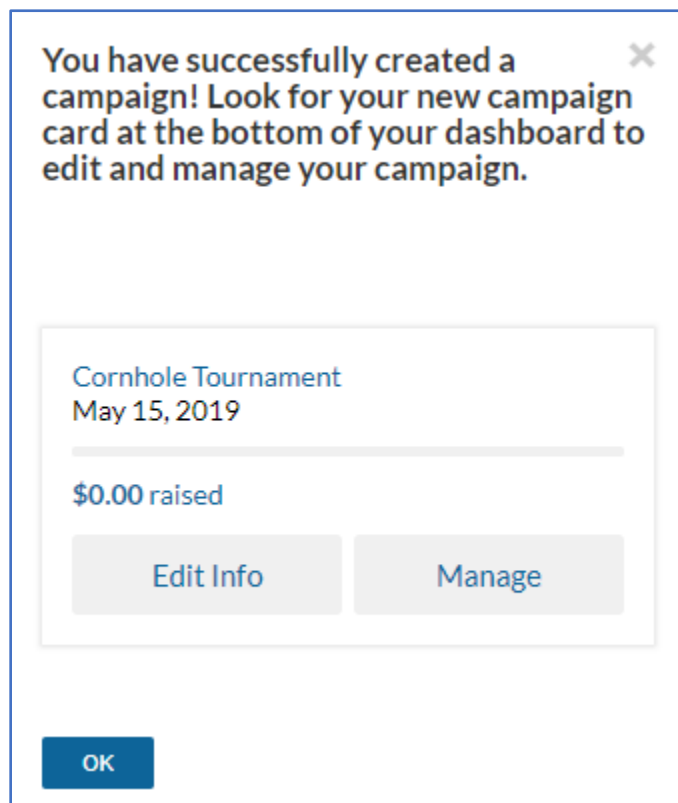 You have successfully created a
campaign! Look for your new campaign
card at the bottom of your dashboard to
edit and manage your campaign.
Cornhole Tournament
May 15, 2019
$0.00 raised
Edit Info
Manage
OK